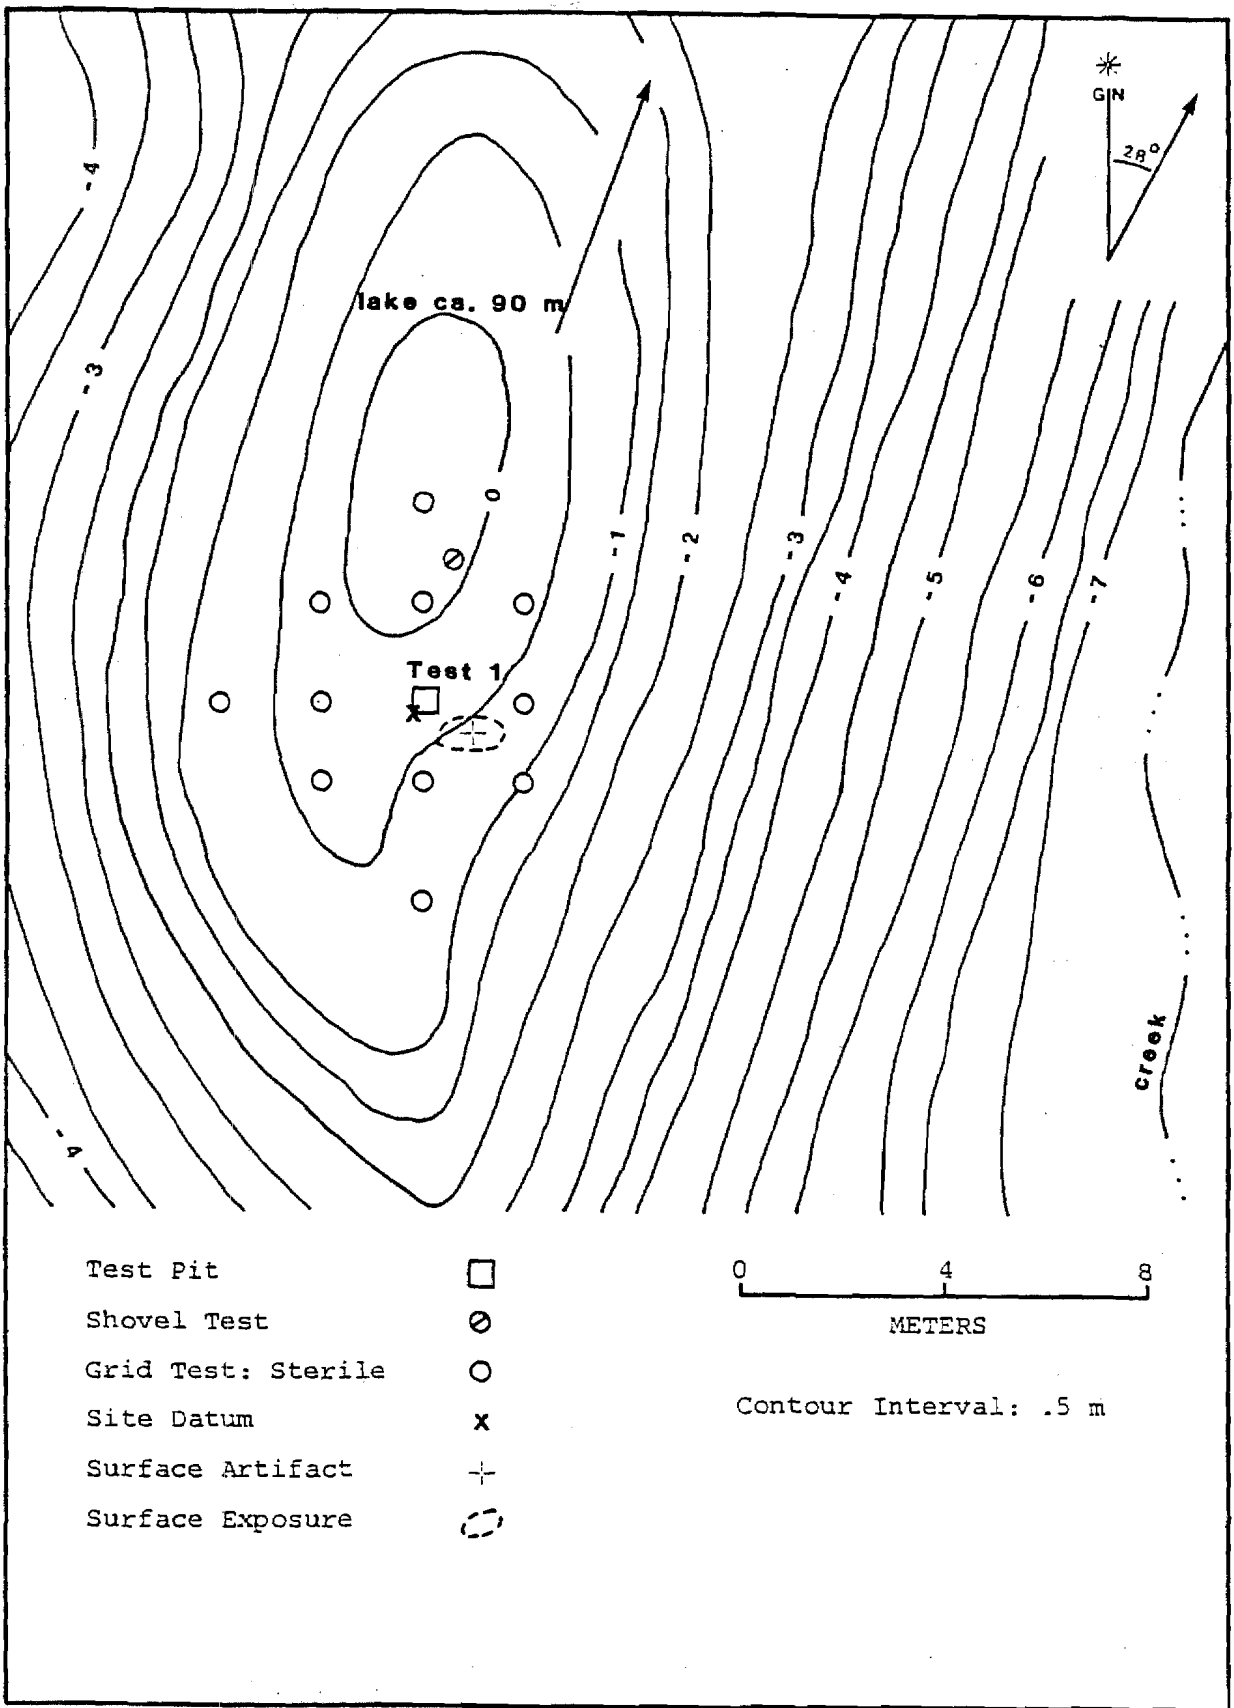 GN
28°
-4
lake ca. 90 m
-3
0
-1
-2
-3
-4
-5
-6
-7
Test 1
x
creek
-4
Test Pit
Shovel Test
Grid Test: Sterile
Site Datum x
Surface Artifact
Surface Exposure
0 4 8
METERS
Contour Interval: .5 m